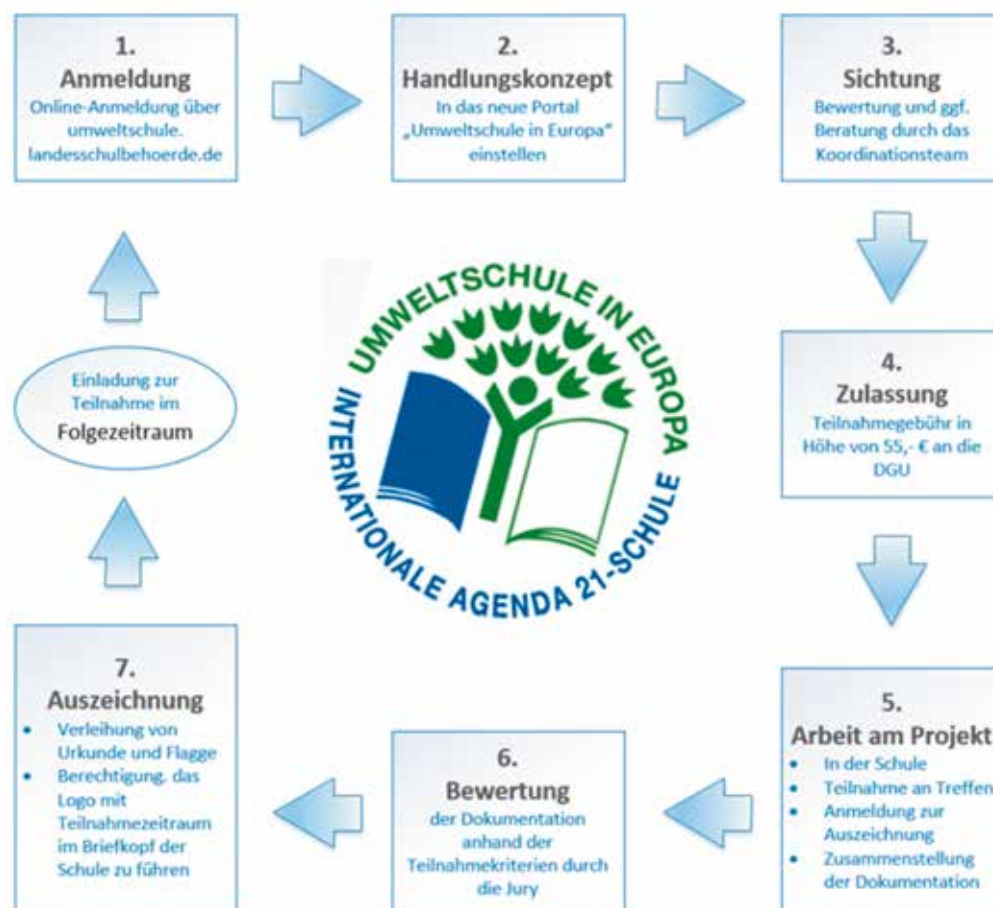 1.
Anmeldung
Online-Anmeldung über
umweltschule.
landesschulbehoerde.de
2.
Handlungskonzept
In das neue Portal
„Umweltschule in Europa“
einstellen
3.
Sichtung
Bewertung und ggf.
Beratung durch das
Koordinationsteam
4.
Zulassung
Teilnahmegebühr in
Höhe von 55,- € an die
DGU
5.
Arbeit am Projekt
• In der Schule
• Teilnahme an Treffen
• Anmeldung zur
Auszeichnung
• Zusammenstellung
der Dokumentation
6.
Bewertung
der Dokumentation
anhand der
Teilnahmekriterien durch
die Jury
7.
Auszeichnung
• Verleihung von
Urkunde und Flagge
• Berechtigung. das
Logo mit
Teilnahmezeitraum
im Briefkopf der
Schule zu führen
Einladung zur
Teilnahme im
Folgezeitraum
UMWELTSCHULE IN EUROPA
INTERNATIONALE AGENDA 21-SCHULE